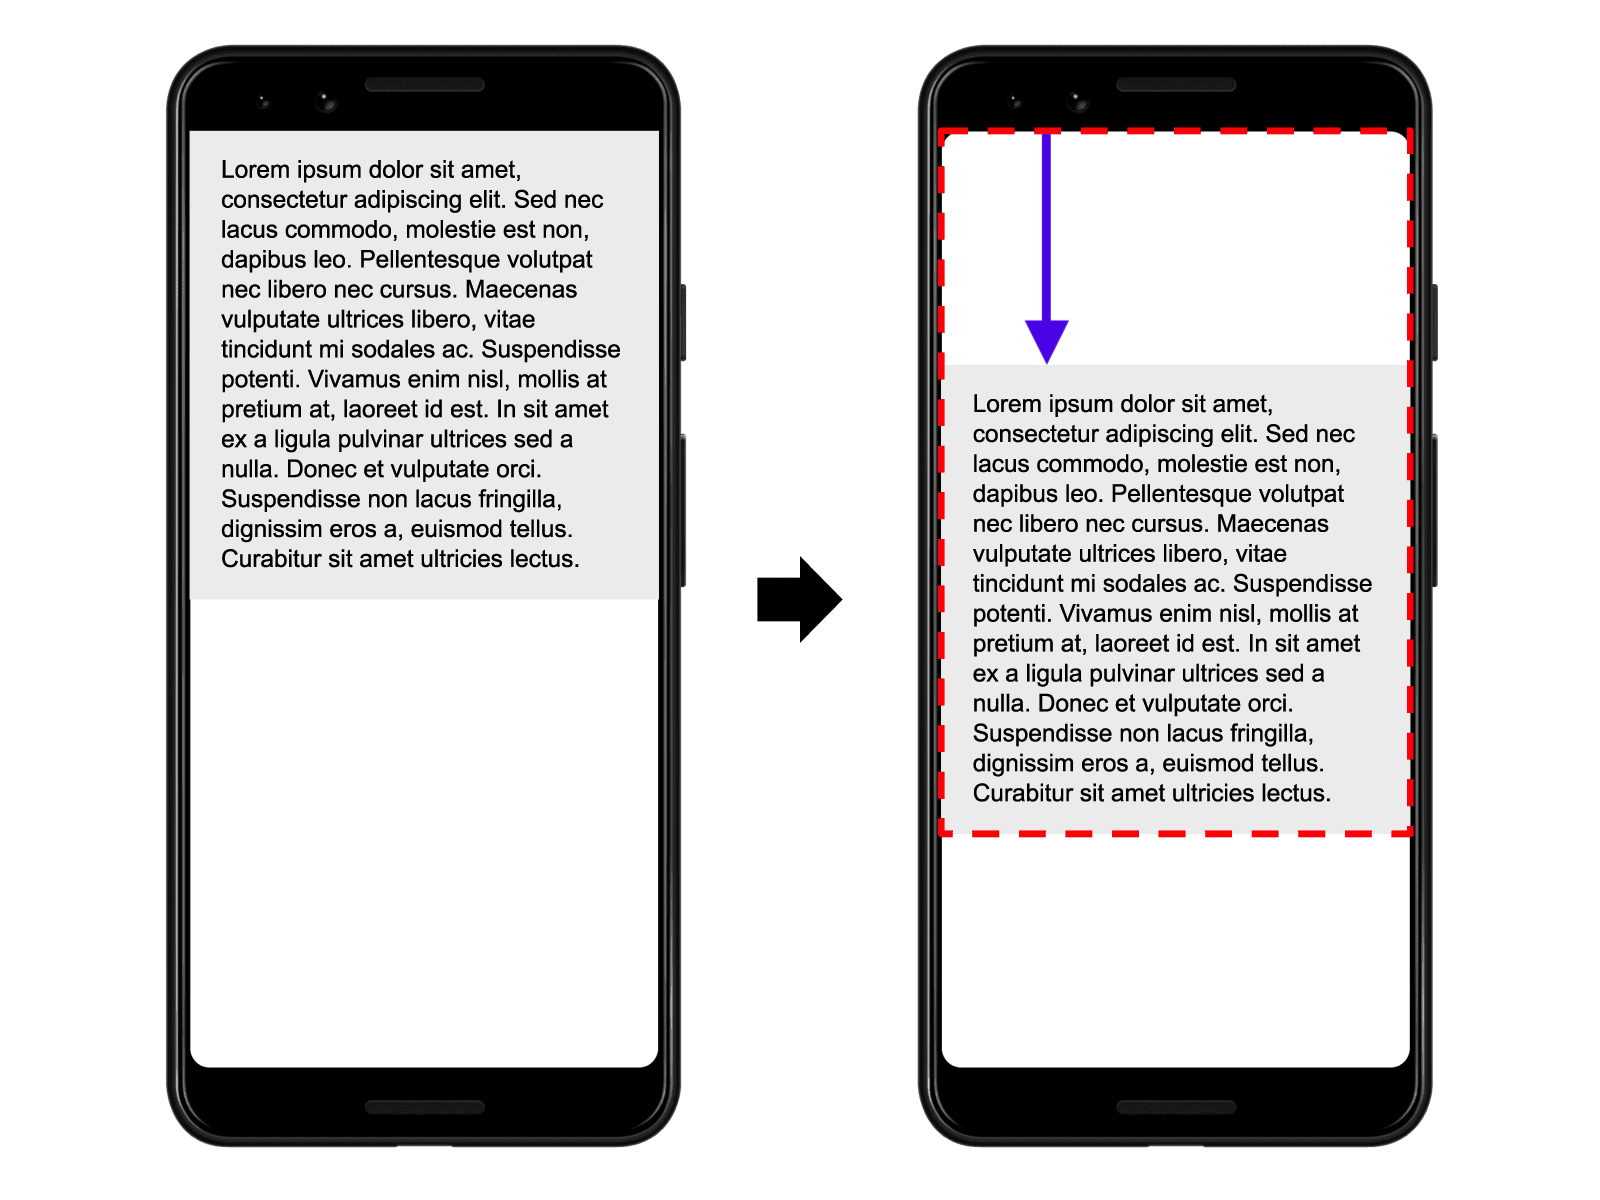 Lorem ipsum dolor sit amet,
consectetur adipiscing elit. Sed nec
lacus commodo, molestie est non,
dapibus leo. Pellentesque volutpat
nec libero nec cursus. Maecenas
vulputate ultrices libero, vitae
tincidunt mi sodales ac. Suspendisse
potenti. Vivamus enim nisl, mollis at
pretium at, laoreet id est. In sit amet
ex a ligula pulvinar ultrices sed a
nulla. Donec et vulputate orci.
Suspendisse non lacus fringilla,
dignissim eros a, euismod tellus.
Curabitur sit amet ultricies lectus.
Lorem ipsum dolor sit amet,
consectetur adipiscing elit. Sed nec
lacus commodo, molestie est non,
dapibus leo. Pellentesque volutpat
nec libero nec cursus. Maecenas
vulputate ultrices libero, vitae
tincidunt mi sodales ac. Suspendisse
potenti. Vivamus enim nisl, mollis at
pretium at, laoreet id est. In sit amet
ex a ligula pulvinar ultrices sed a
nulla. Donec et vulputate orci.
Suspendisse non lacus fringilla,
dignissim eros a, euismod tellus.
Curabitur sit amet ultricies lectus.